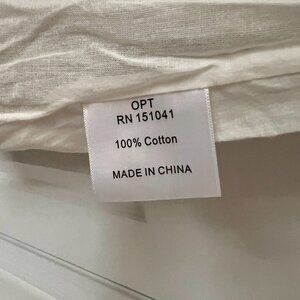 OPT
RN 151041
100% Cotton
MADE IN CHINA